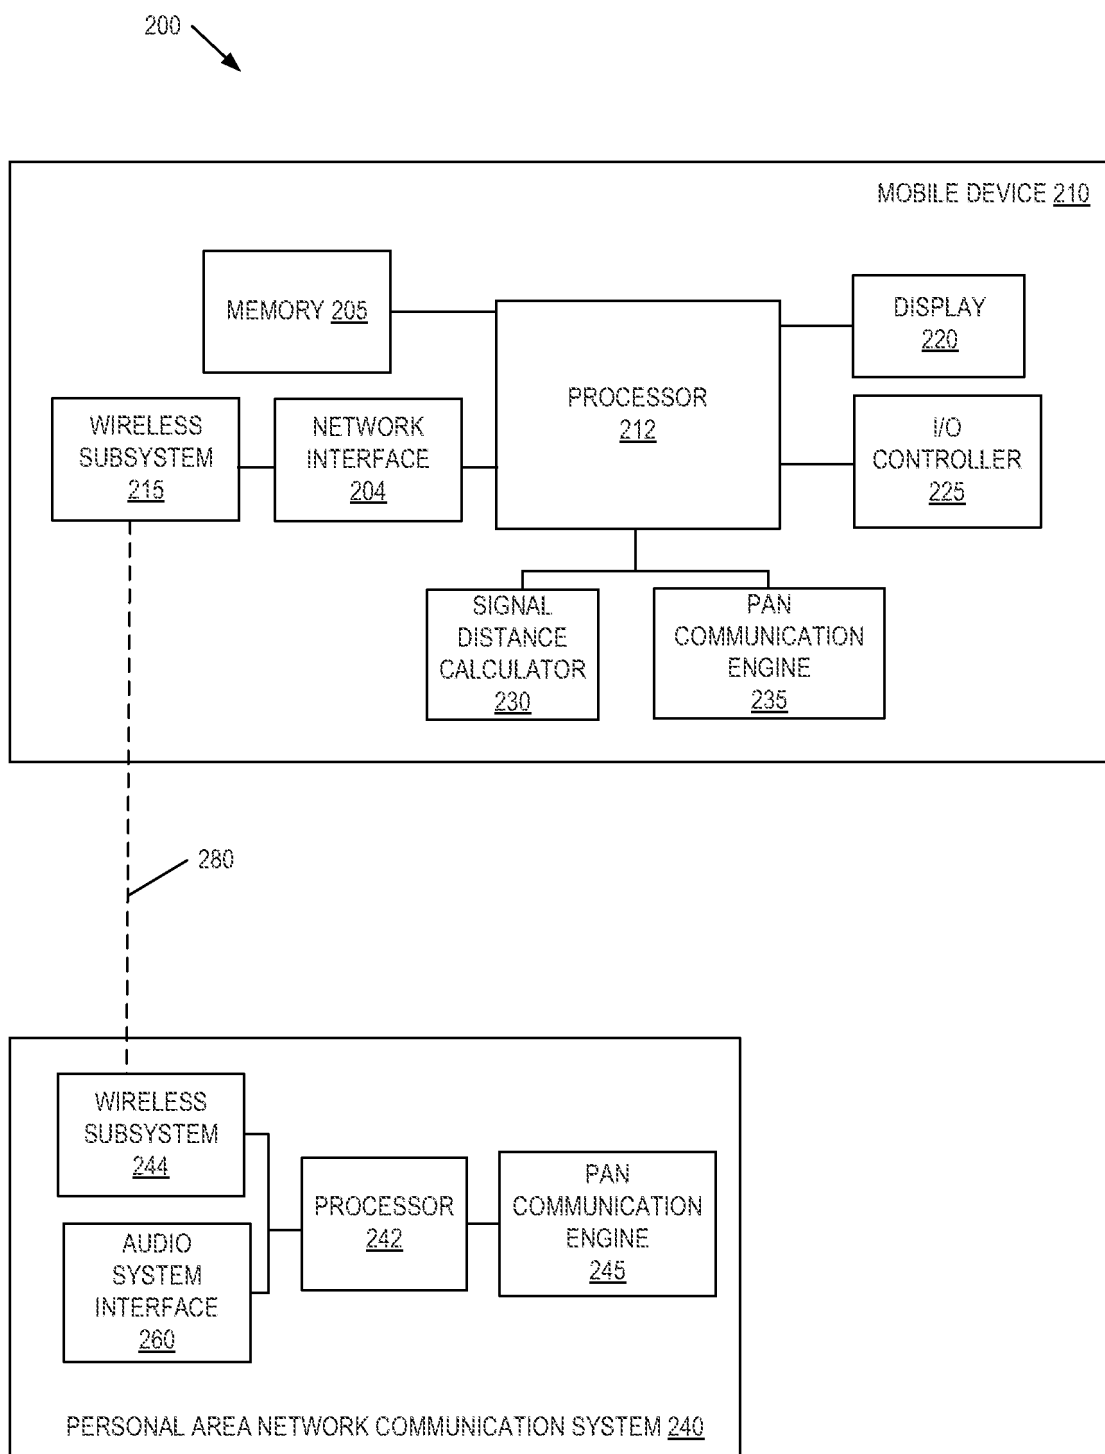 200
MOBILE DEVICE 210
MEMORY 205
DISPLAY
220
PROCESSOR
212
WIRELESS
SUBSYSTEM
215
NETWORK
INTERFACE
204
I/O
CONTROLLER
225
SIGNAL
DISTANCE
CALCULATOR
230
PAN
COMMUNICATION
ENGINE
235
280
WIRELESS
SUBSYSTEM
244
PROCESSOR
242
PAN
COMMUNICATION
ENGINE
245
AUDIO
SYSTEM
INTERFACE
260
PERSONAL AREA NETWORK COMMUNICATION SYSTEM 240